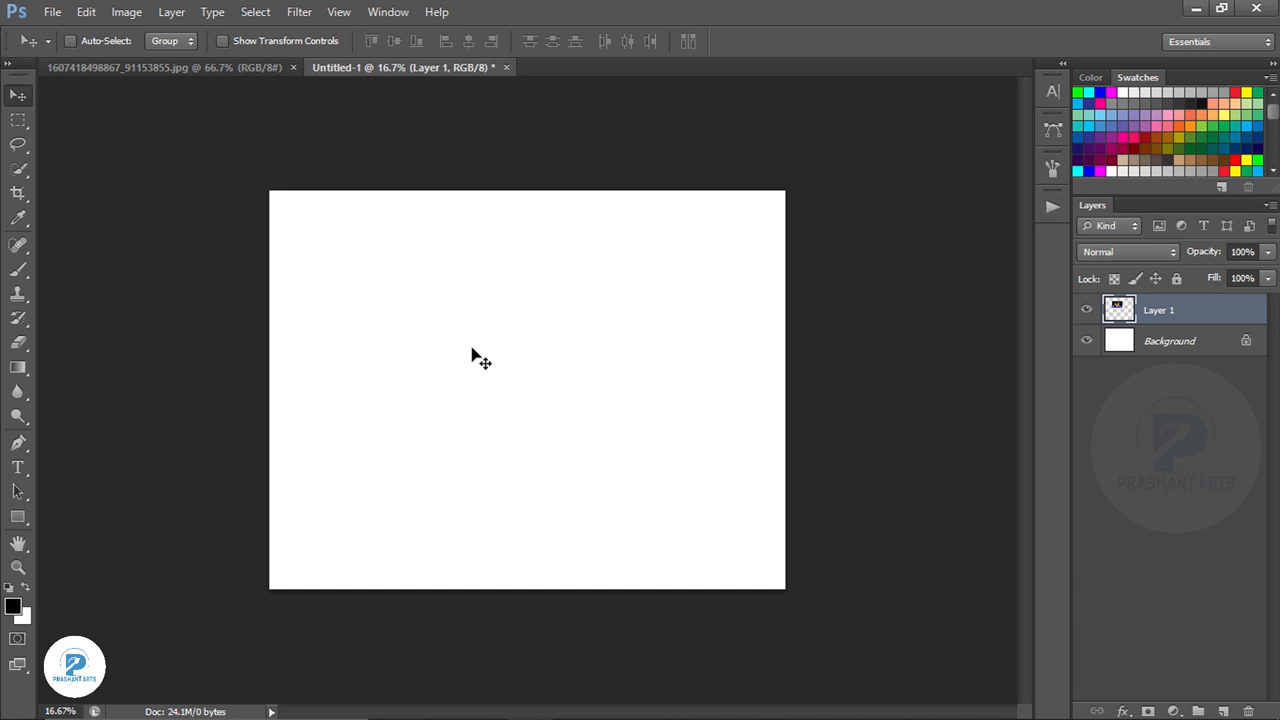 Ps File Edit Image Layer Type Select Filter View Window Help
Auto-Select: Group Show Transform Controls Essentials
1607418498867_91153855.jpg @ 66.7% (RGB/8#) × Untitled-1 @ 16.7% (Layer 1, RGB/8) * ×
Color Swatches
Layers
Kind
Normal Opacity: 100%
Lock: Fill: 100%
Layer 1
Background
PRASHANT ARTS
PRASHANT ARTS
16.67% Doc: 24.1M/0 bytes